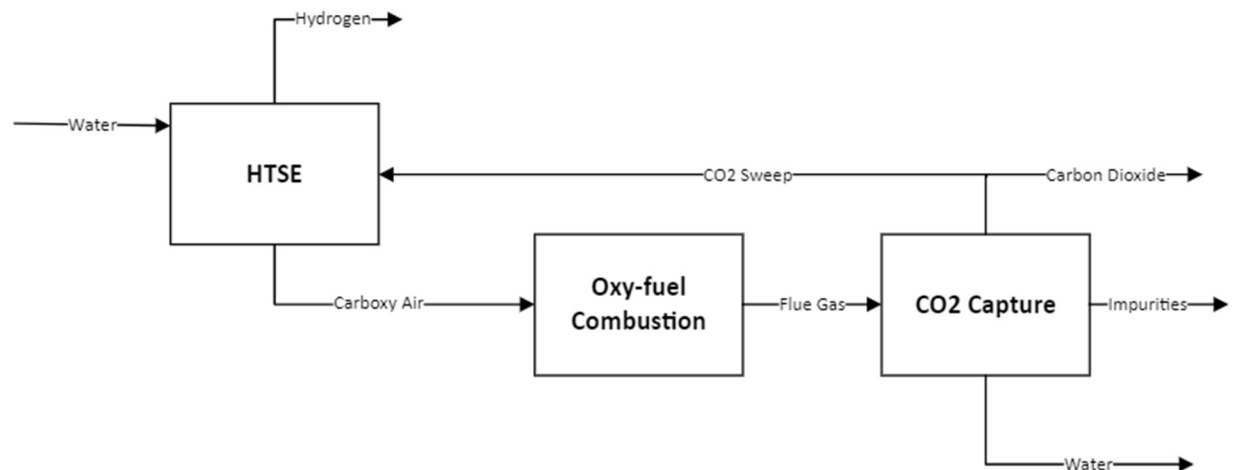 Hydrogen
Water
HTSE
CO2 Sweep
Carbon Dioxide
Carboxy Air
Oxy-fuel
Combustion
Flue Gas
CO2 Capture
Impurities
Water